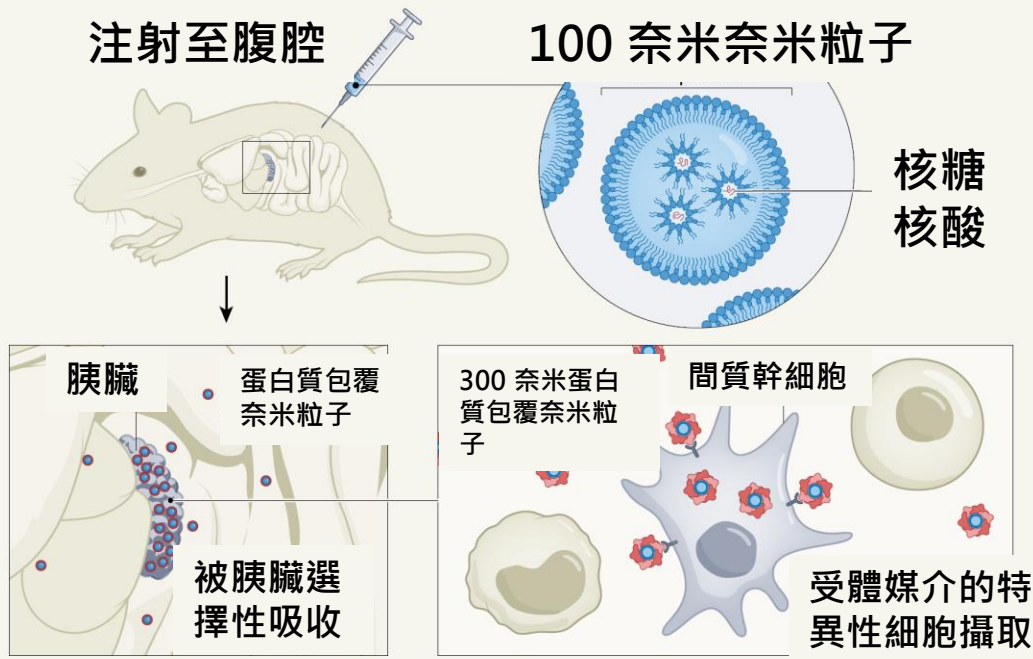 注射至腹腔
100 奈米奈米粒子
核糖
核酸
胰臟
蛋白質包覆
奈米粒子
被胰臟選
擇性吸收
300 奈米蛋白
質包覆奈米粒
子
間質幹細胞
受體媒介的特
異性細胞攝取